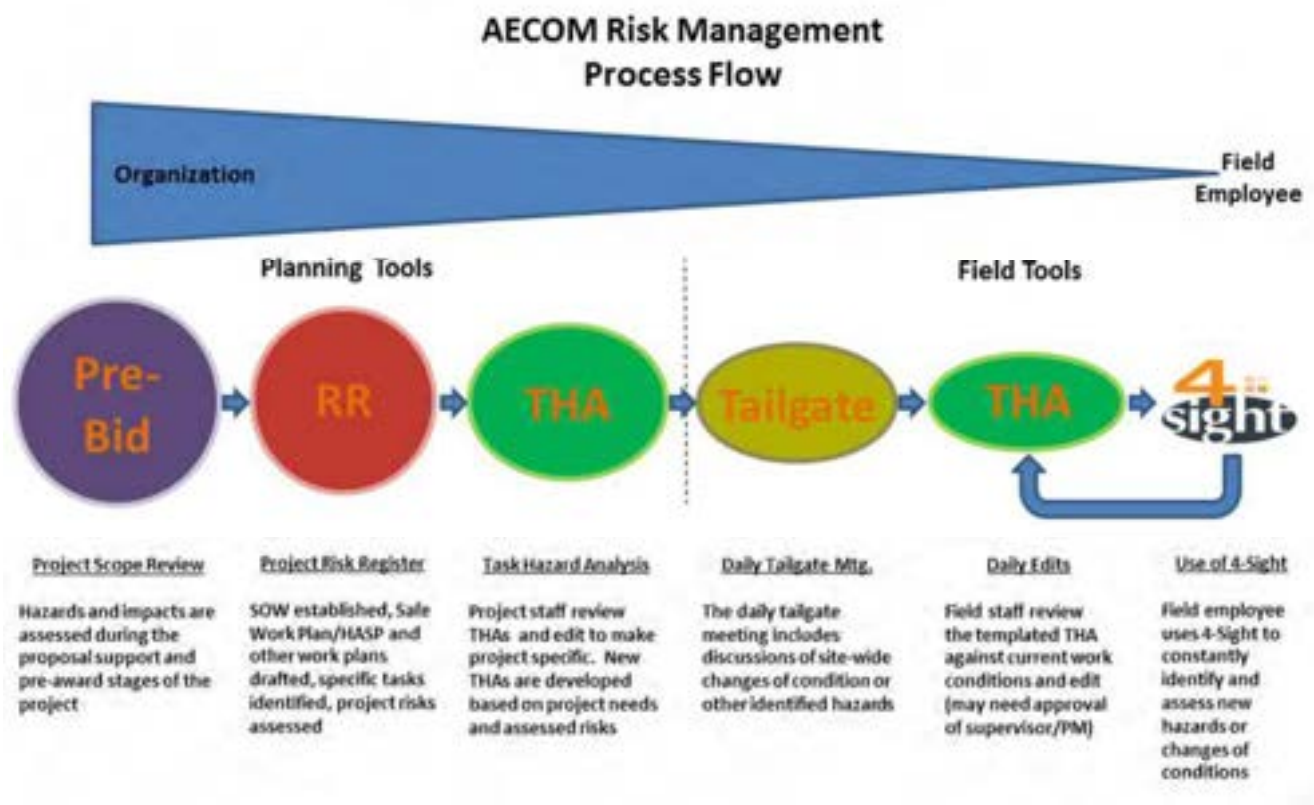 AECOM Risk Management
Process Flow
Organization
Field
Employee
Planning Tools
Field Tools
Pre-
Bid
RR
THA
Tailgate
THA
4
sight
Project Scope Review
Hazards and impacts are
assessed during the
proposal support and
pre-award stages of the
project
Project Risk Register
SOW established, Safe
Work Plan/HASP and
other work plans
drafted, specific tasks
identified, project risks
assessed
Task Hazard Analysis
Project staff review
THAs and edit to make
project specific. New
THAs are developed
based on project needs
and assessed risks
Daily Tailgate Mtg.
The daily tailgate
meeting includes
discussions of site-wide
changes of condition or
other identified hazards
Daily Edits
Field staff review
the templated THA
against current work
conditions and edit
(may need approval
of supervisor/PM)
Use of 4-Sight
Field employee
uses 4-Sight to
constantly
identify and
assess new
hazards or
changes of
conditions